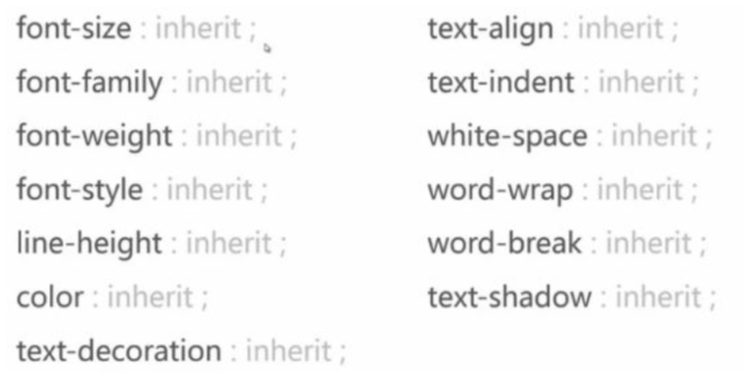 font-size : inherit ;
font-family : inherit ;
font-weight : inherit ;
font-style : inherit ;
line-height : inherit ;
color : inherit ;
text-decoration : inherit ;
text-align : inherit ;
text-indent : inherit ;
white-space : inherit ;
word-wrap : inherit ;
word-break : inherit ;
text-shadow : inherit ;